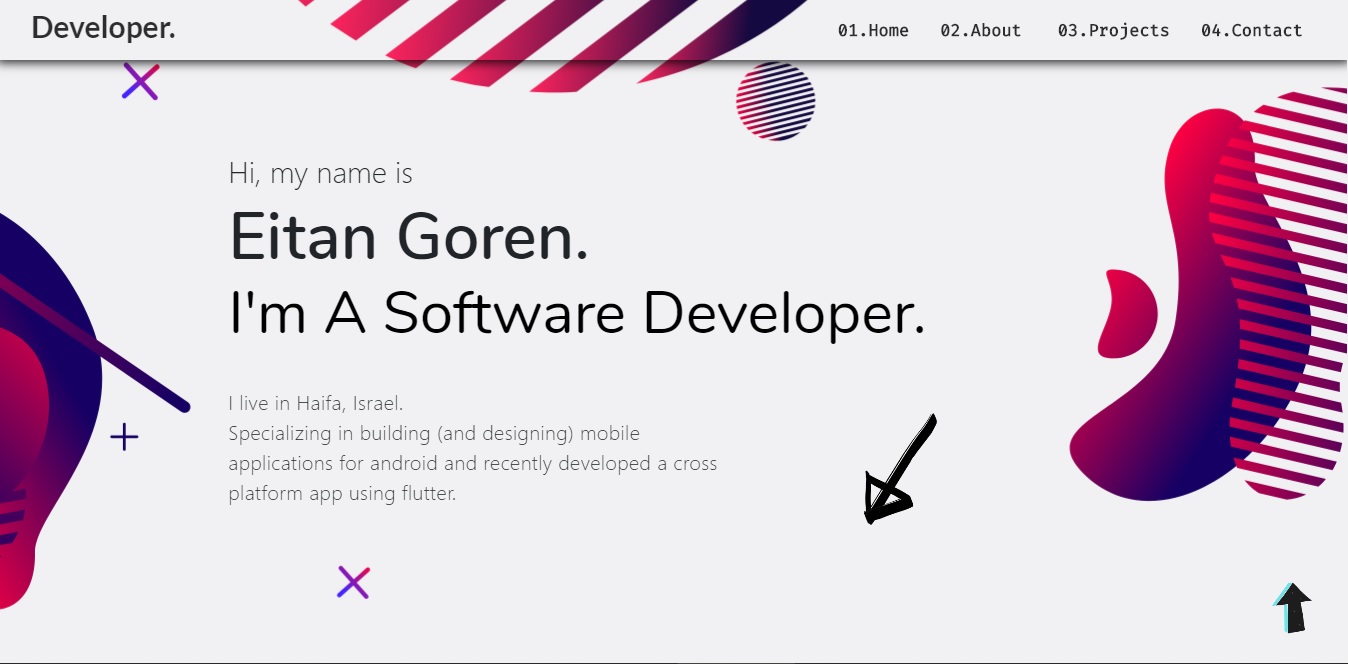 Developer.
01.Home 02.About 03.Projects 04.Contact
Hi, my name is
Eitan Goren.
I'm A Software Developer.
I live in Haifa, Israel.
Specializing in building (and designing) mobile
applications for android and recently developed a cross
platform app using flutter.